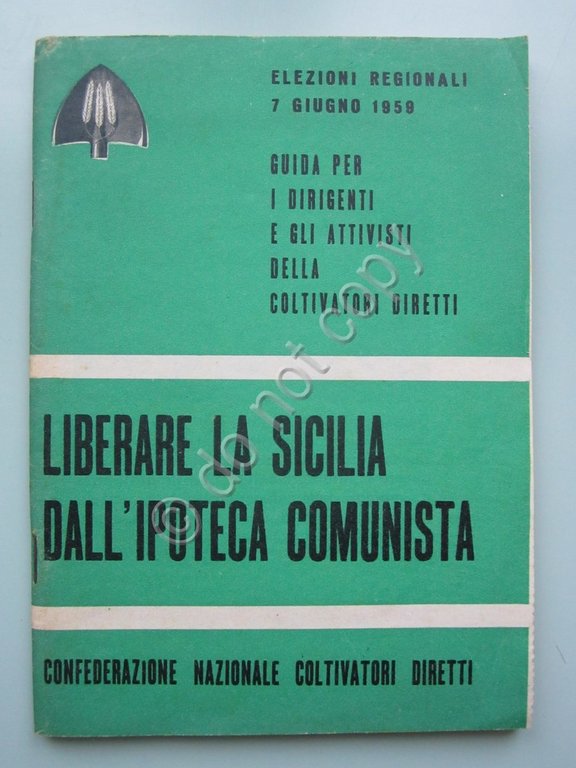 ELEZIONI REGIONALI
7 GIUGNO 1959
GUIDA PER
I DIRIGENTI
E GLI ATTIVISTI
DELLA
COLTIVATORI DIRETTI
LIBERARE LA SICILIA
DALL'IPOTECA COMUNISTA
CONFEDERAZIONE NAZIONALE COLTIVATORI DIRETTI
© do not copy